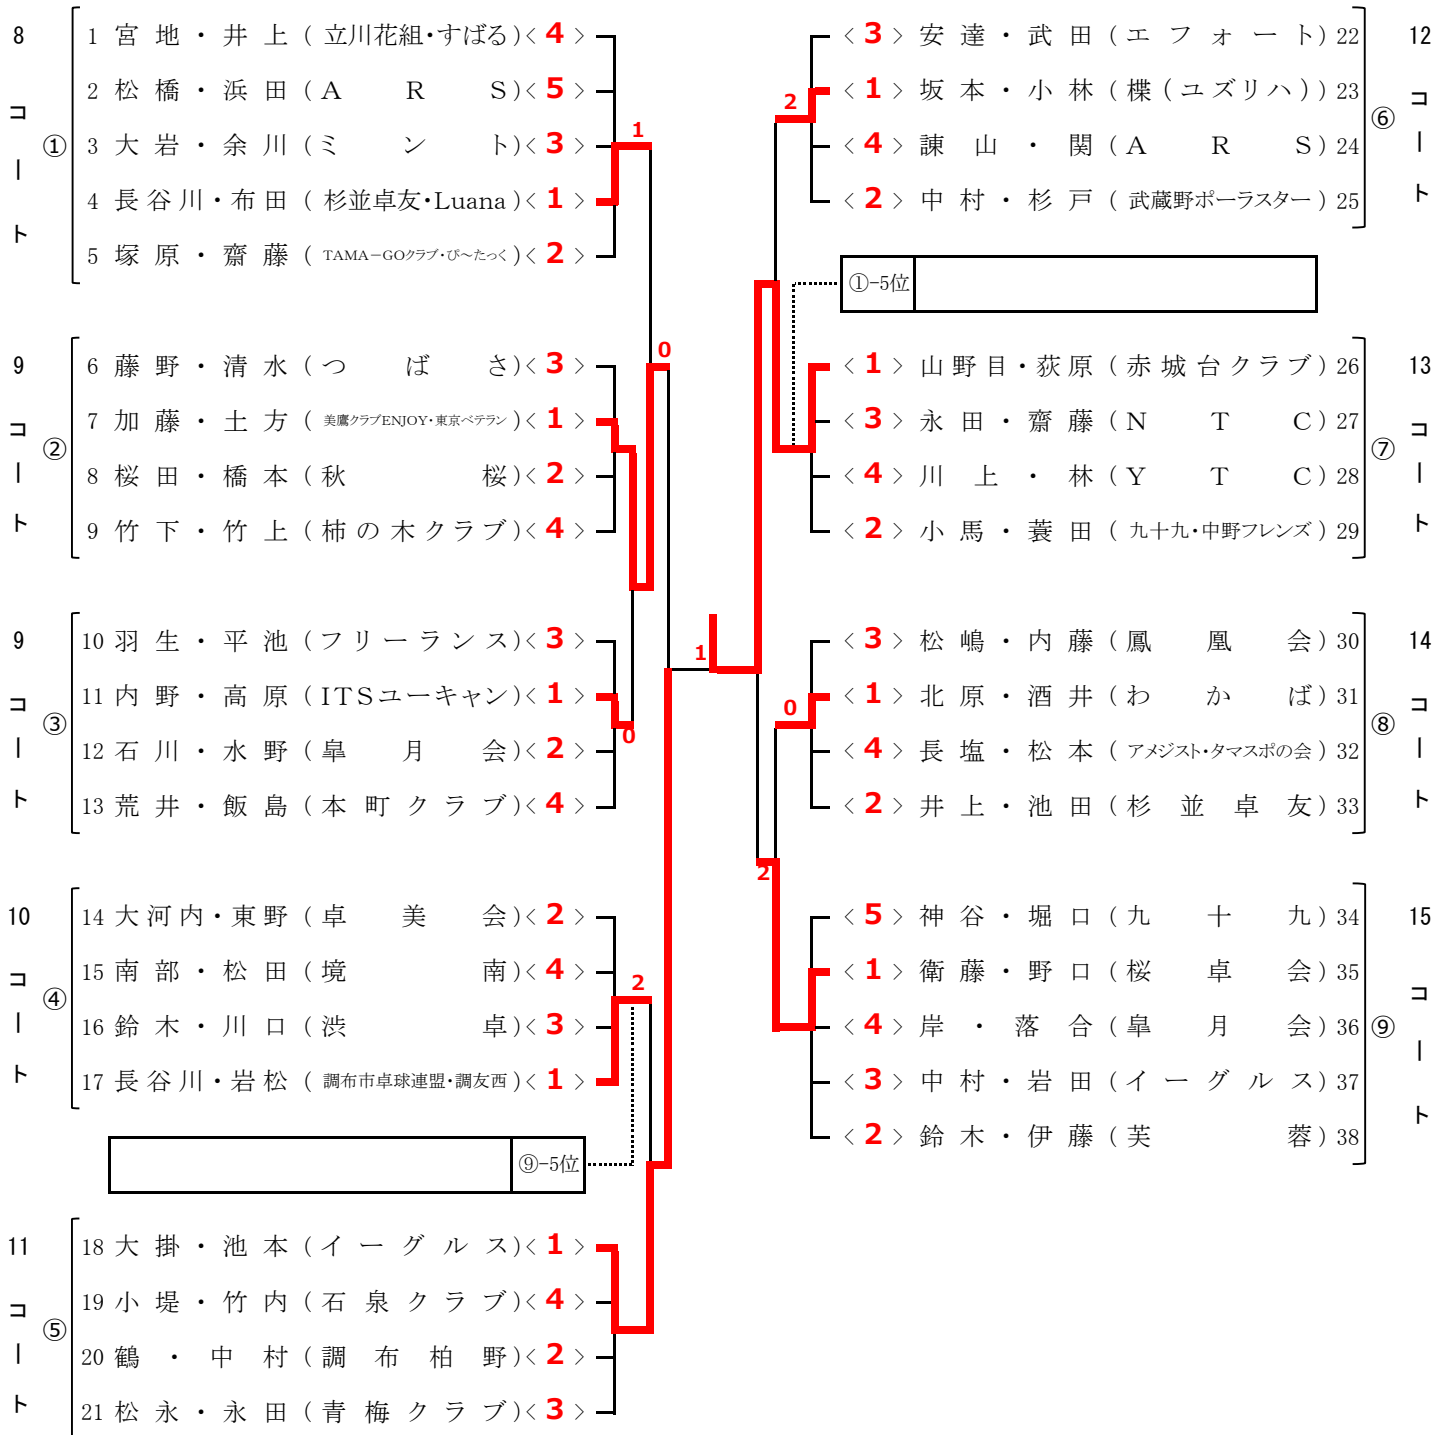 8コート
①
1 宮地・井上 (立川花組・すばる) < 4 >
2 松橋・浜田 (ARS) < 5 >
3 大岩・余川 (ミント) < 3 >
4 長谷川・布田 (杉並卓友・Luana) < 1 >
5 塚原・齋藤 (TAMA-GOクラブ・ぴ～たっく) < 2 >
1
9コート
②
6 藤野・清水 (つばさ) < 3 >
7 加藤・土方 (美鷹クラブENJOY・東京ベテラン) < 1 >
8 桜田・橋本 (秋桜) < 2 >
9 竹下・竹上 (柿の木クラブ) < 4 >
0
9コート
③
10 羽生・平池 (フリーランス) < 3 >
11 内野・高原 (ITSユーキャン) < 1 >
12 石川・水野 (皐月会) < 2 >
13 荒井・飯島 (本町クラブ) < 4 >
0
10コート
④
14 大河内・東野 (卓美会) < 2 >
15 南部・松田 (境南) < 4 >
16 鈴木・川口 (渋卓) < 3 >
17 長谷川・岩松 (調布市卓球連盟・調友西) < 1 >
2
⑨-5位
11コート
⑤
18 大掛・池本 (イーグルス) < 1 >
19 小堤・竹内 (石泉クラブ) < 4 >
20 鶴・中村 (調布柏野) < 2 >
21 松永・永田 (青梅クラブ) < 3 >
1
12コート
⑥
< 3 > 安達・武田 (エフォート) 22
< 1 > 坂本・小林 (楪(ユズリハ)) 23
< 4 > 諌山・関 (ARS) 24
< 2 > 中村・杉戸 (武蔵野ポーラスター) 25
2
①-5位
13コート
⑦
< 1 > 山野目・荻原 (赤城台クラブ) 26
< 3 > 永田・齋藤 (NTC) 27
< 4 > 川上・林 (YTC) 28
< 2 > 小馬・蓑田 (九十九・中野フレンズ) 29
14コート
⑧
< 3 > 松嶋・内藤 (鳳凰会) 30
< 1 > 北原・酒井 (わかば) 31
< 4 > 長塩・松本 (アメジスト・タマスポの会) 32
< 2 > 井上・池田 (杉並卓友) 33
0
2
15コート
⑨
< 5 > 神谷・堀口 (九十九) 34
< 1 > 衛藤・野口 (桜卓会) 35
< 4 > 岸・落合 (皐月会) 36
< 3 > 中村・岩田 (イーグルス) 37
< 2 > 鈴木・伊藤 (芙蓉) 38